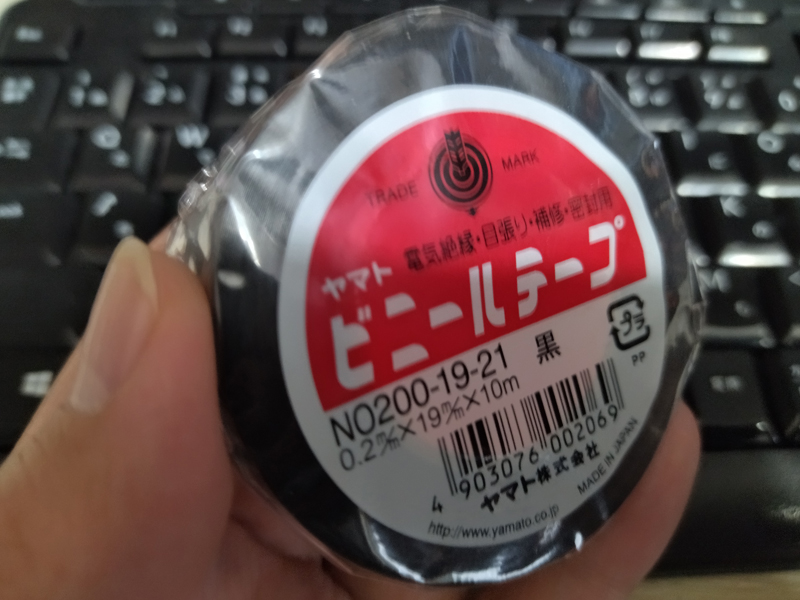 TRADE MARK
電気絶縁・目張り・補修・密封用
ヤマト
ビニールテープ
NO200-19-21 黒
0.2㎜×19㎜×10m
プラ
PP
4 903076 002069
ヤマト株式会社
MADE IN JAPAN
http://www.yamato.co.jp